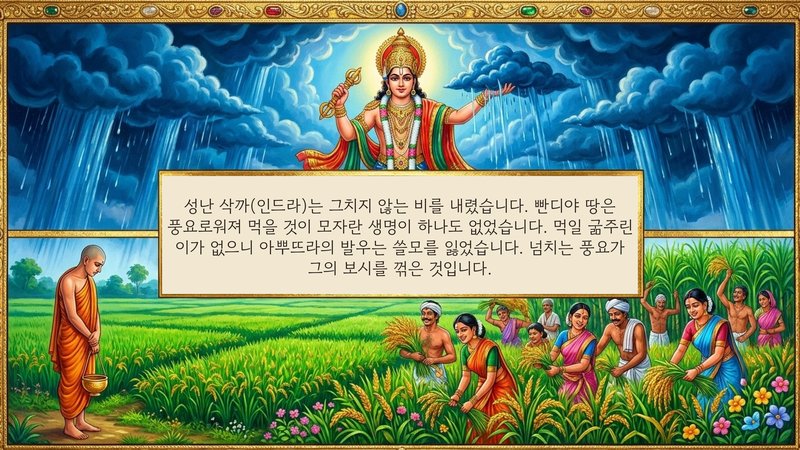 성난 삭까(인드라)는 그치지 않는 비를 내렸습니다. 빤디야 땅은
풍요로워져 먹을 것이 모자란 생명이 하나도 없었습니다. 먹일 굶주린
이가 없으니 아뿌뜨라의 발우는 쓸모를 잃었습니다. 넘치는 풍요가
그의 보시를 꺾은 것입니다.